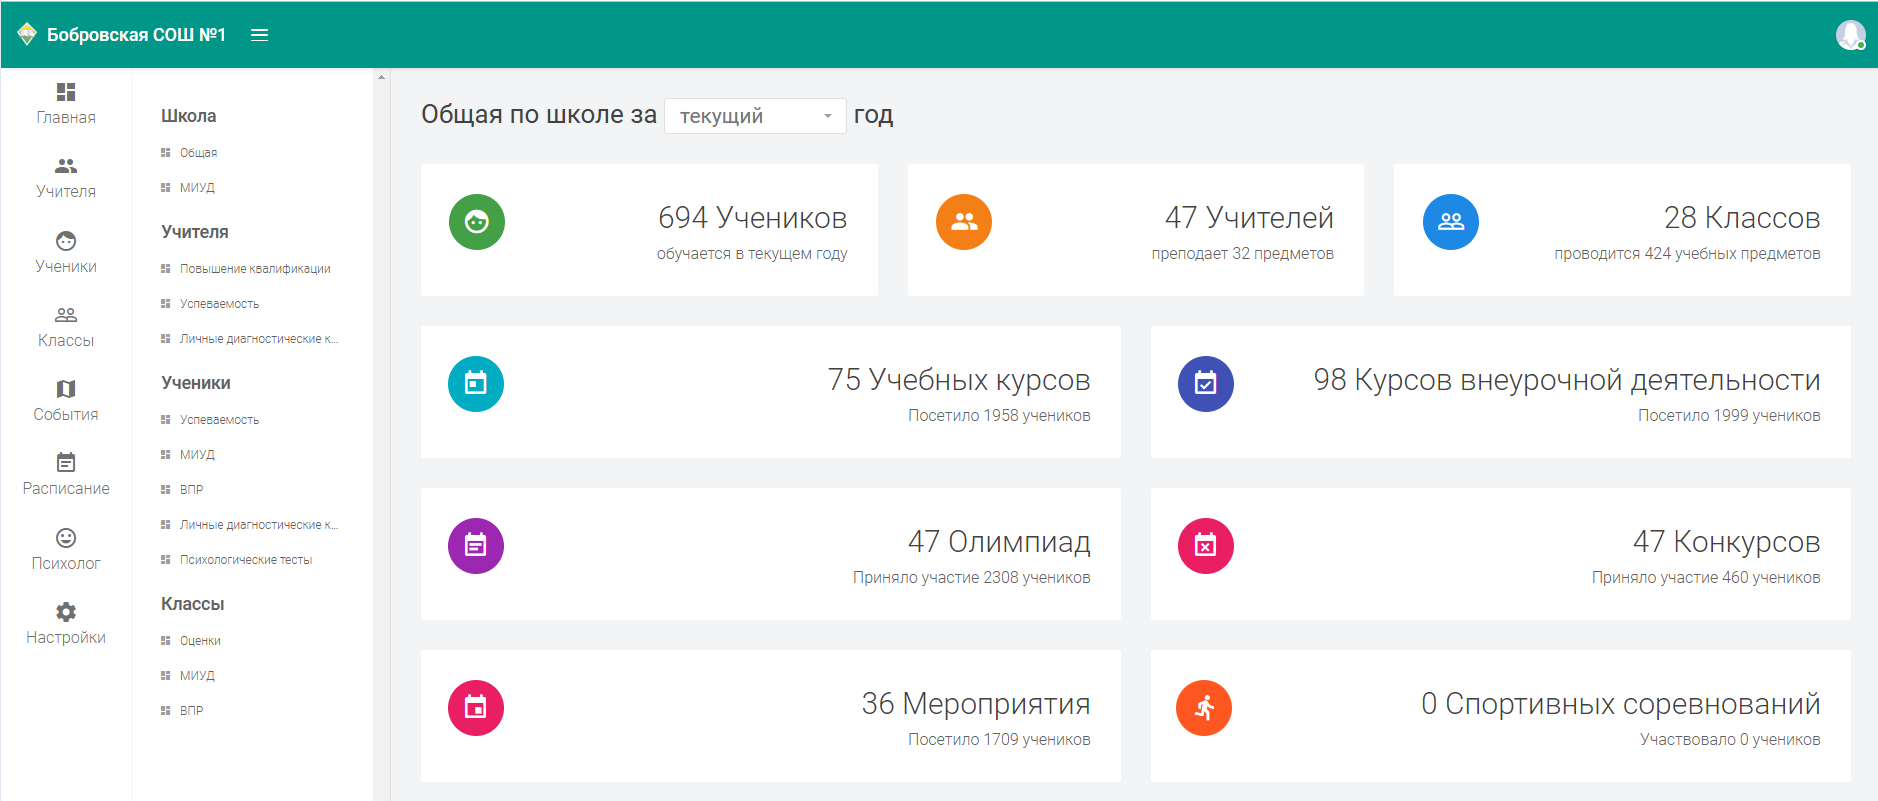 Бобровская СОШ №1
Главная
Учителя
Ученики
Классы
События
Расписание
Психолог
Настройки
Школа
Общая
МИУД
Учителя
Повышение квалификации
Успеваемость
Личные диагностические к...
Ученики
Успеваемость
МИУД
ВПР
Личные диагностические к...
Психологические тесты
Классы
Оценки
МИУД
ВПР
Общая по школе за текущий год
694 Учеников
обучается в текущем году
47 Учителей
преподает 32 предметов
28 Классов
проводится 424 учебных предметов
75 Учебных курсов
Посетило 1958 учеников
98 Курсов внеурочной деятельности
Посетило 1999 учеников
47 Олимпиад
Приняло участие 2308 учеников
47 Конкурсов
Приняло участие 460 учеников
36 Мероприятия
Посетило 1709 учеников
0 Спортивных соревнований
Участвовало 0 учеников